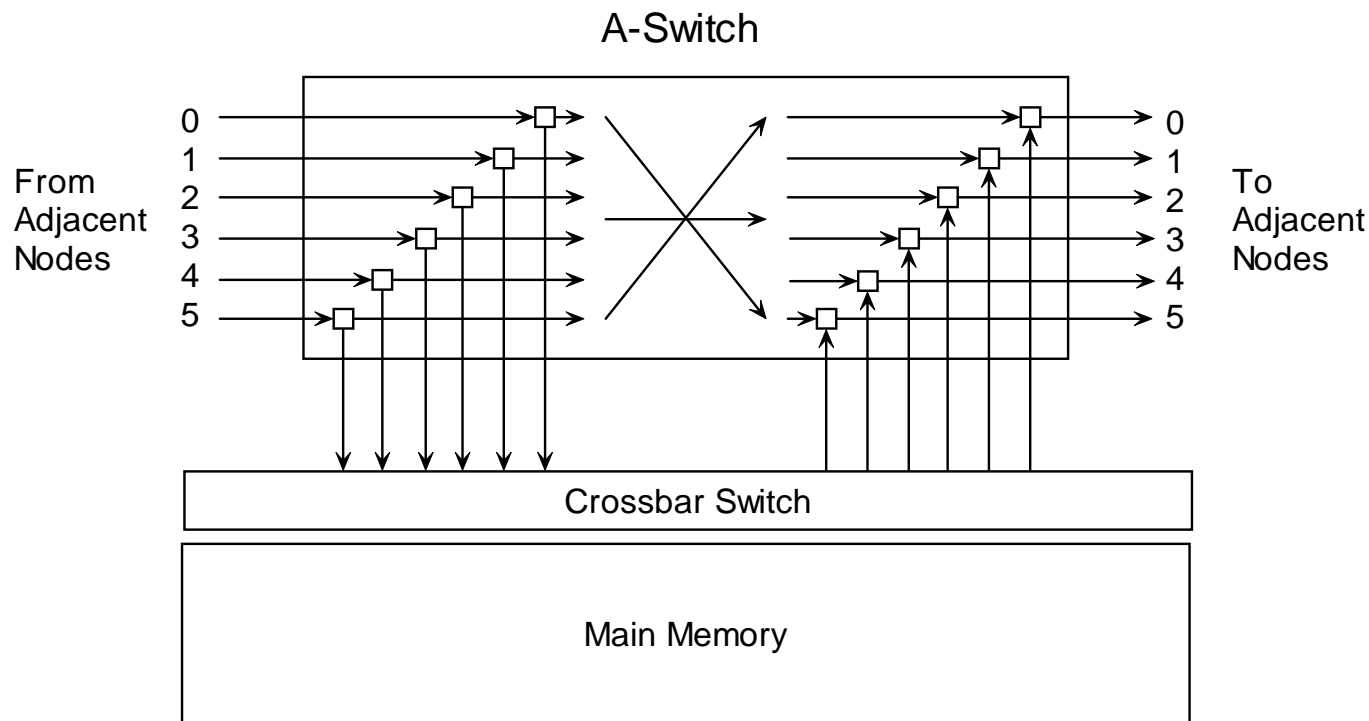 A-Switch
From
Adjacent
Nodes
0
1
2
3
4
5
0
1
2
3
4
5
To
Adjacent
Nodes
Crossbar Switch
Main Memory